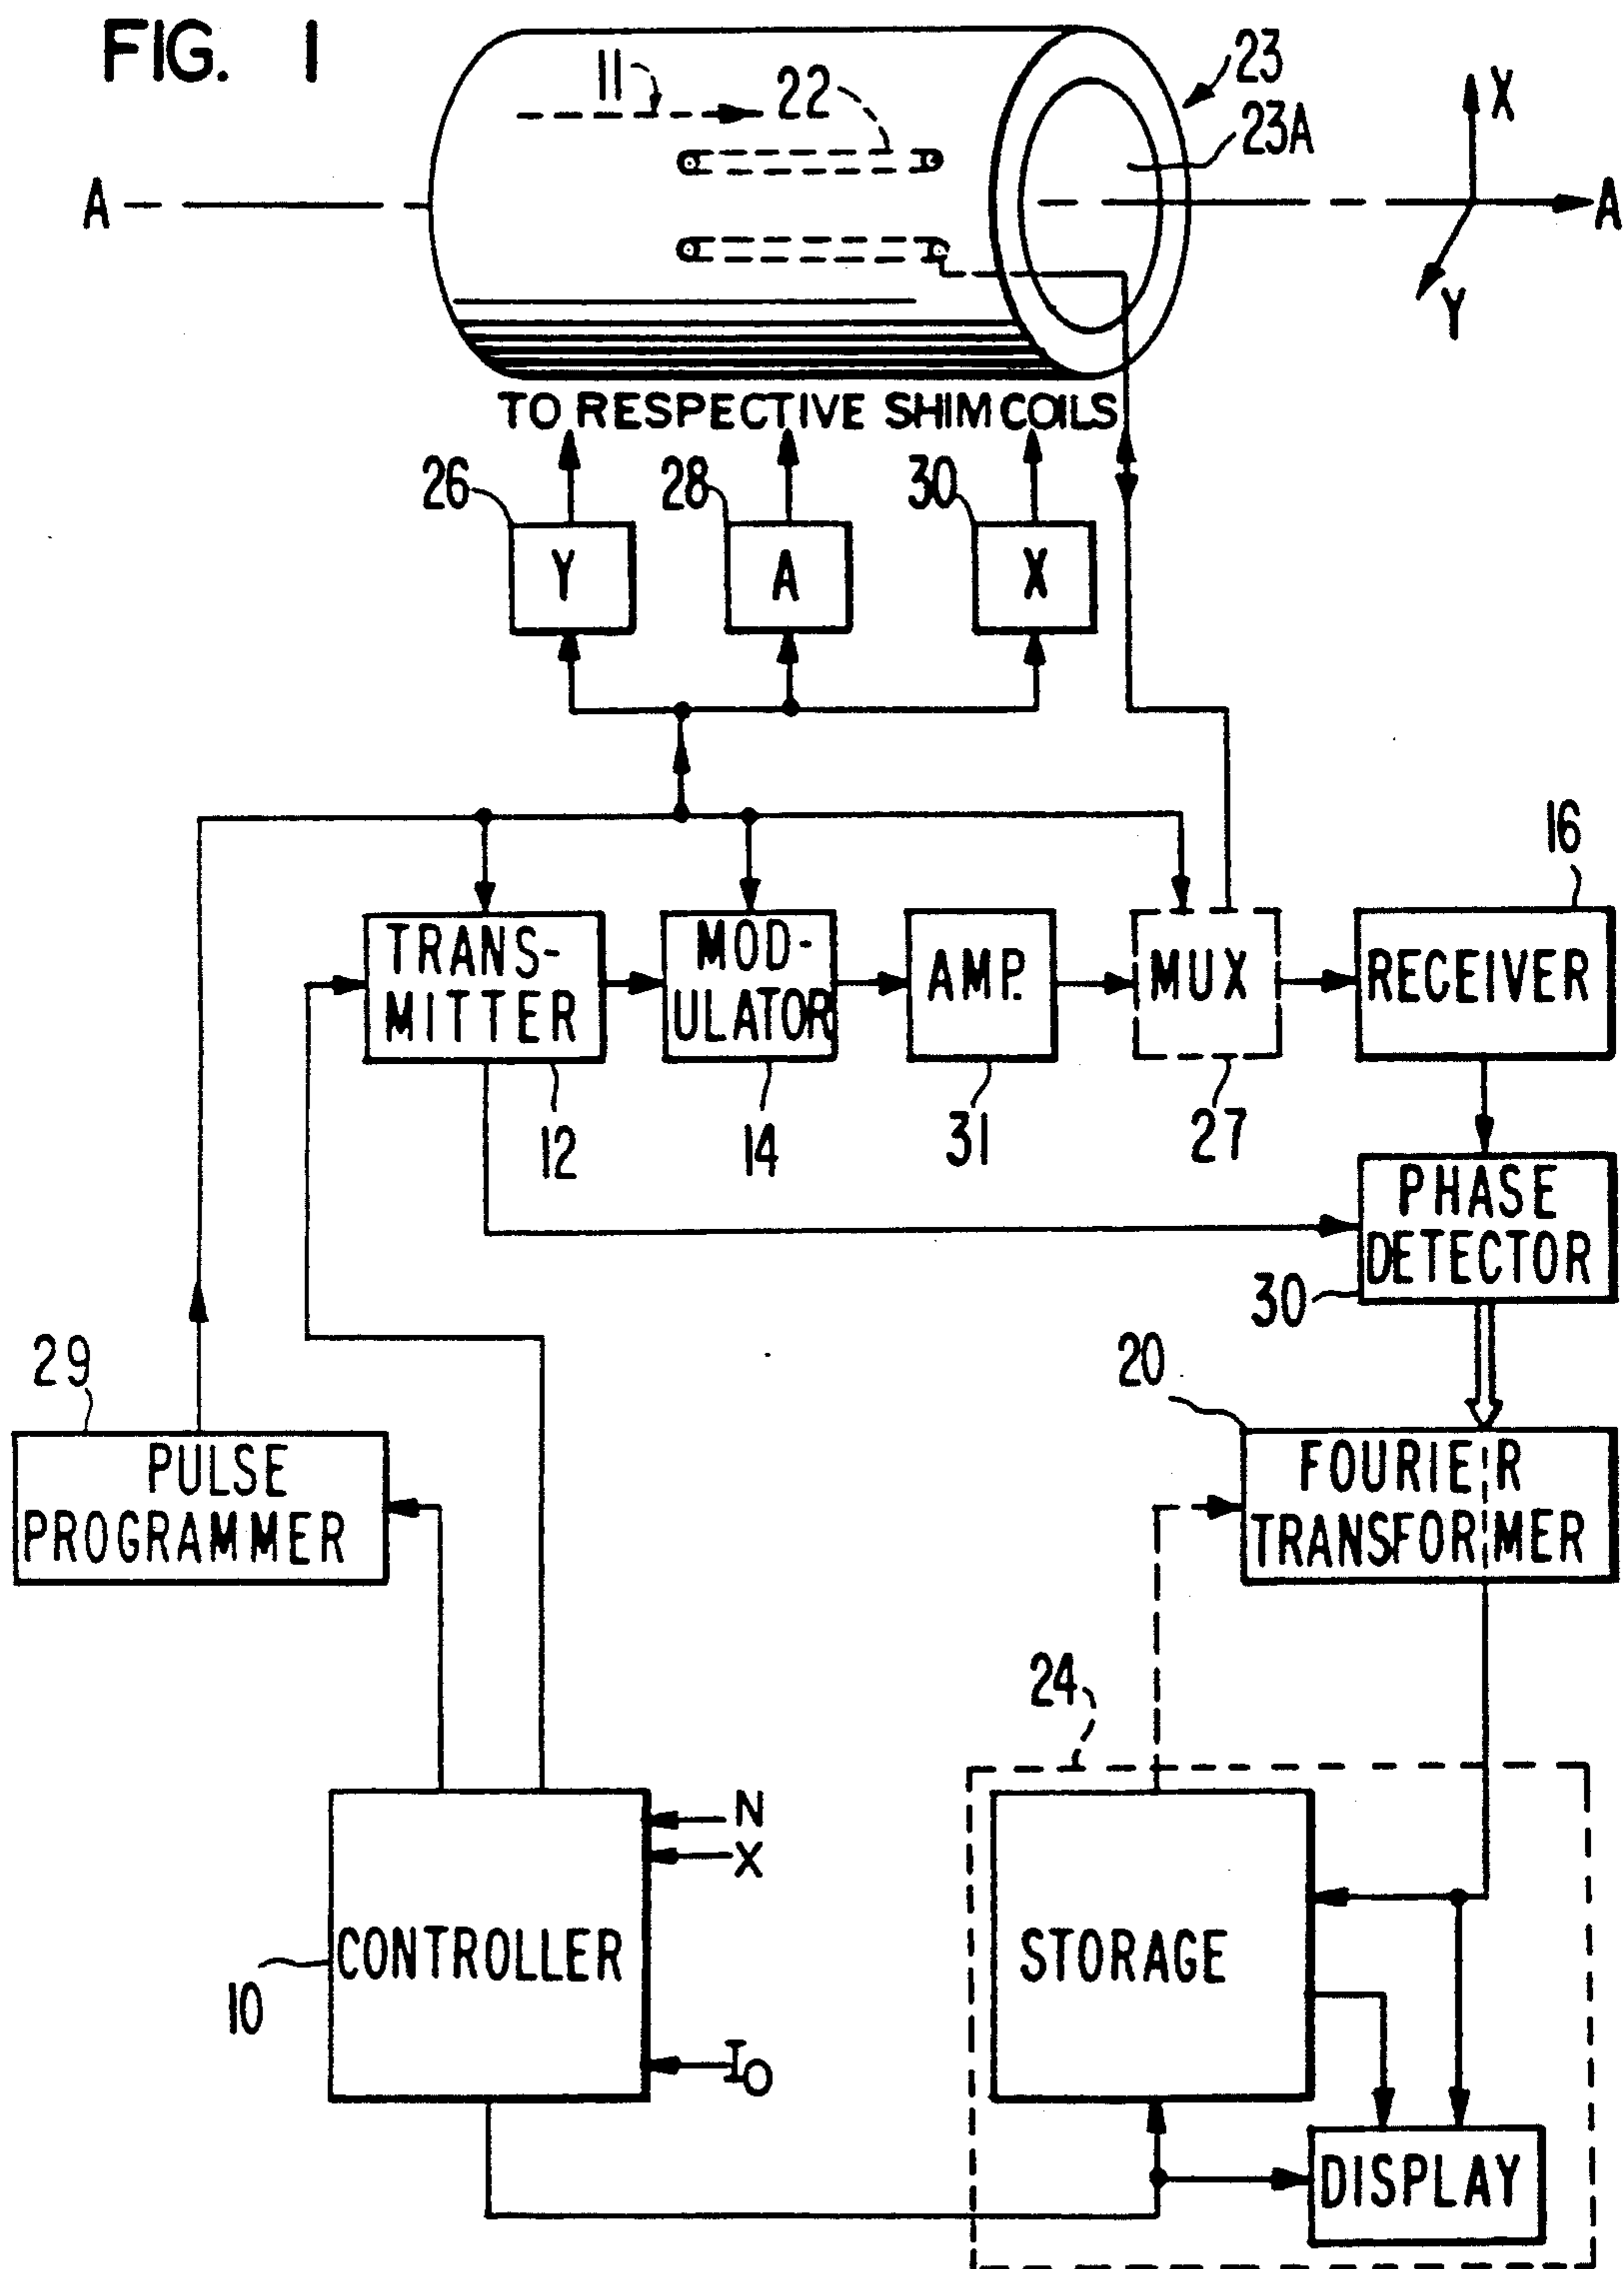 FIG. 1
11
22
23
23A
X
A
A
Y
TO RESPECTIVE SHIM COILS
26
28
30
Y
A
X
16
TRANS-
MITTER
MOD-
ULATOR
AMP.
MUX
RECEIVER
12
14
31
27
PHASE
DETECTOR
30
29
20
PULSE
PROGRAMMER
FOURIER
TRANSFORMER
24
N
X
CONTROLLER
STORAGE
10
IO
DISPLAY